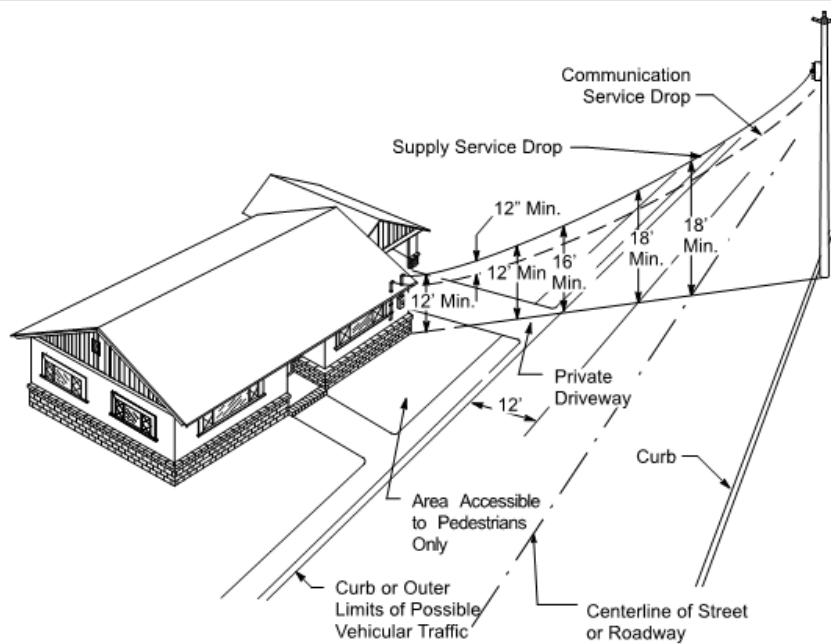 Communication
Service Drop
Supply Service Drop
12" Min.
12' Min.
12' Min
16'
Min.
18'
Min.
18'
Min.
Private
Driveway
12'
Curb
Area Accessible
to Pedestrians
Only
Curb or Outer
Limits of Possible
Vehicular Traffic
Centerline of Street
or Roadway